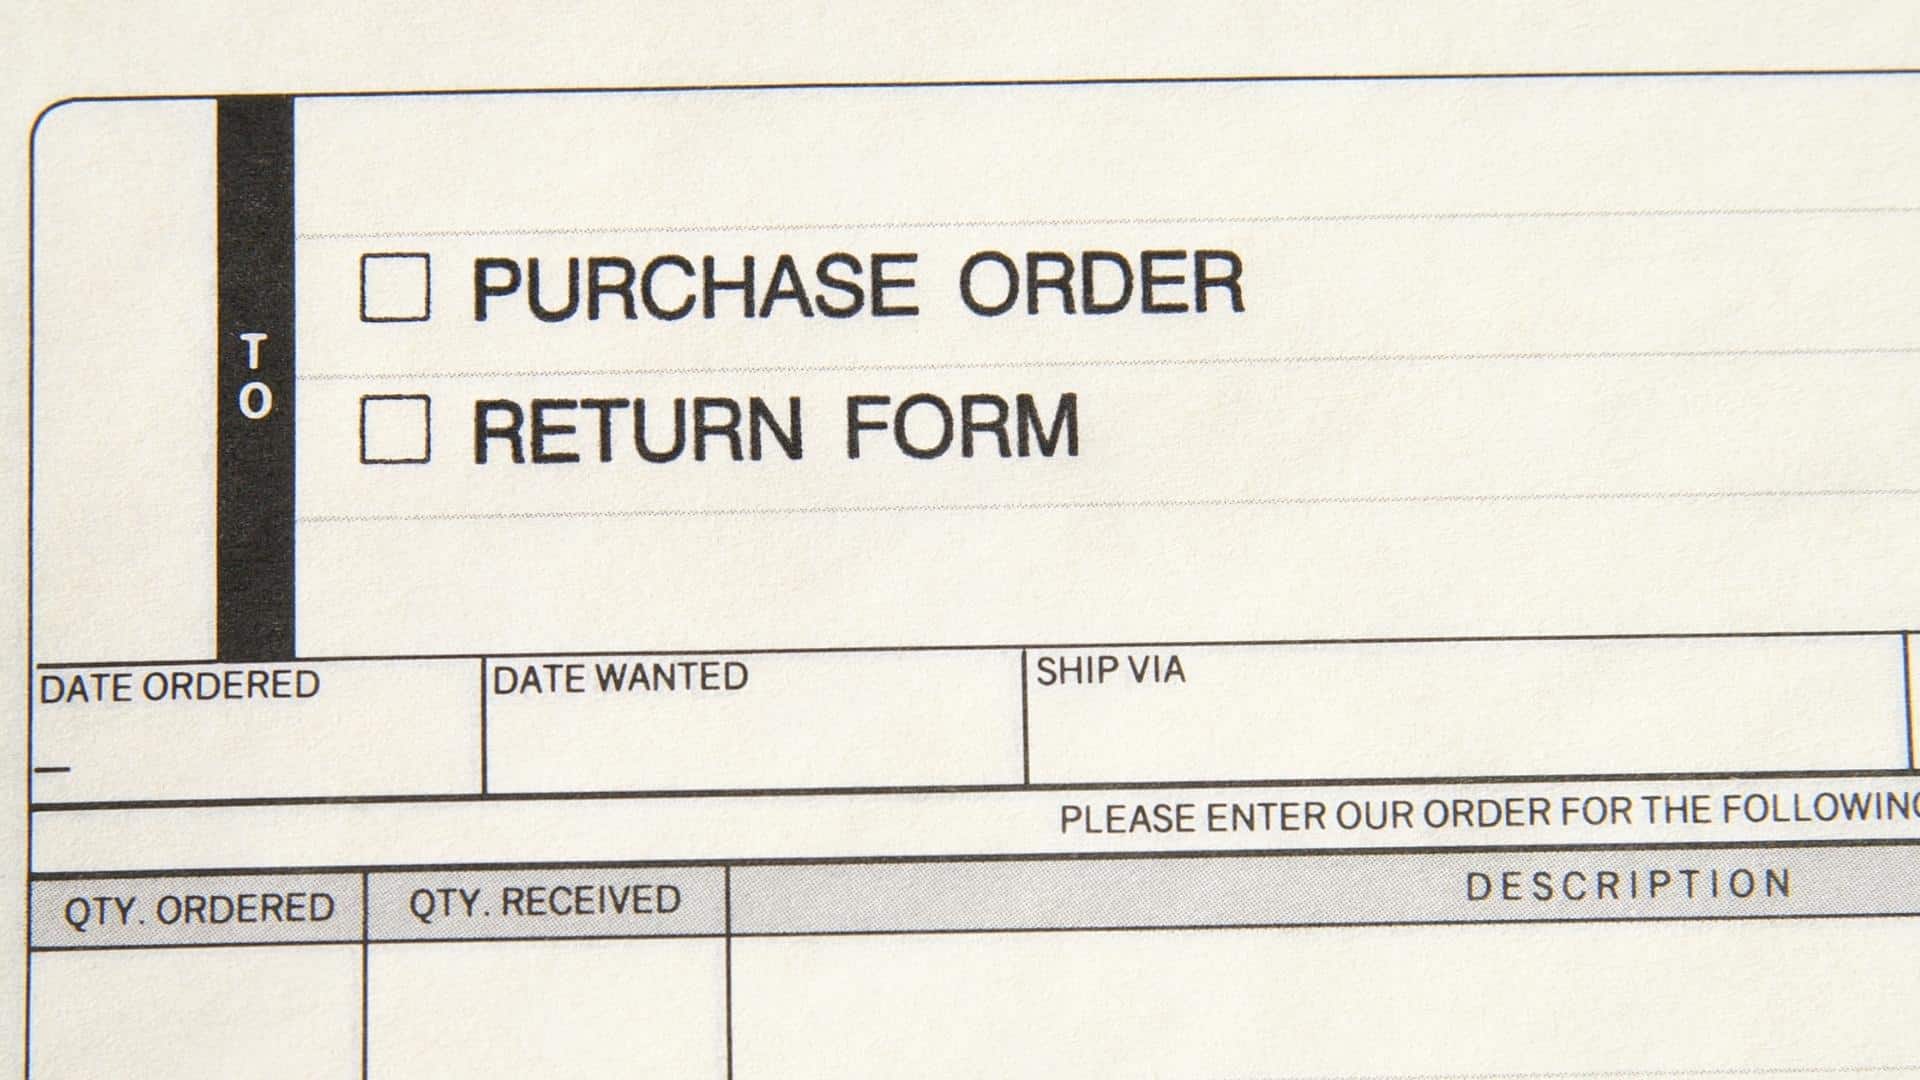 TO
PURCHASE ORDER
RETURN FORM
DATE ORDERED DATE WANTED SHIP VIA
PLEASE ENTER OUR ORDER FOR THE FOLLOWING
QTY. ORDERED QTY. RECEIVED DESCRIPTION